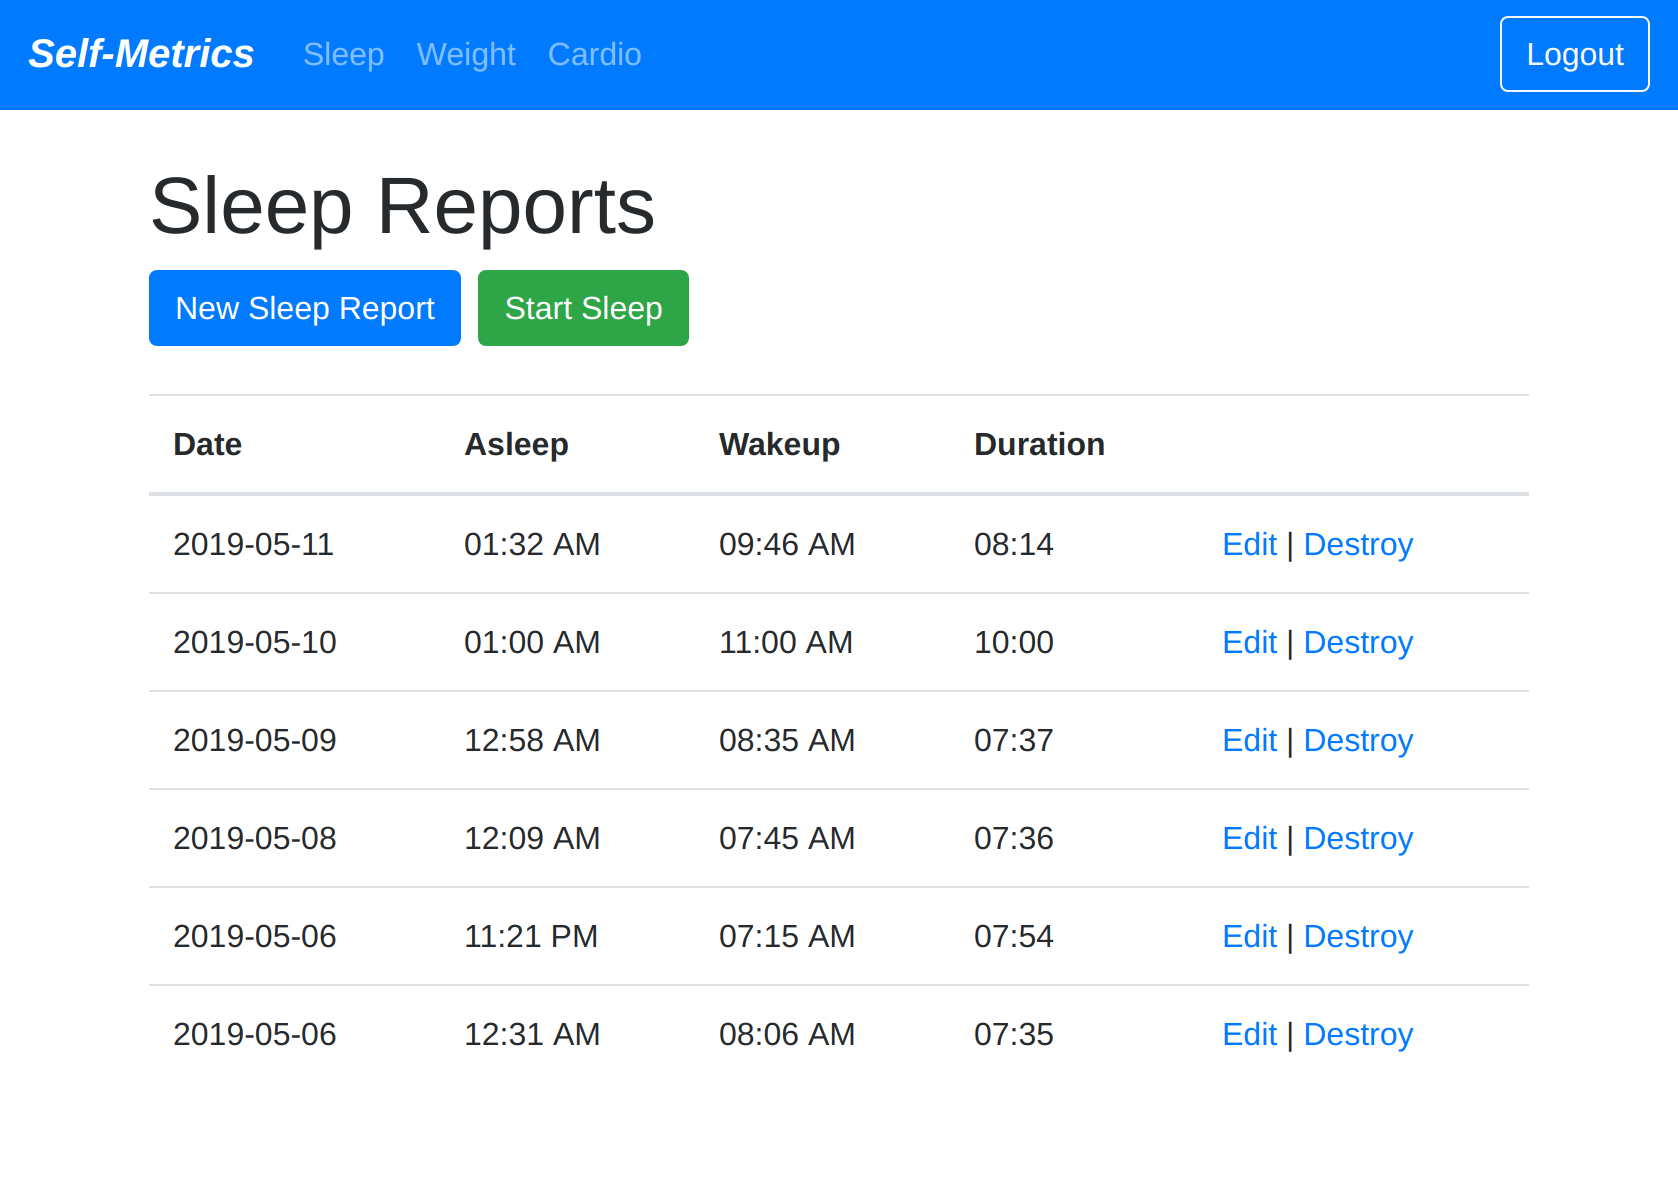 Self-Metrics Sleep Weight Cardio Logout
Sleep Reports
New Sleep Report Start Sleep
Date Asleep Wakeup Duration
2019-05-11 01:32 AM 09:46 AM 08:14 Edit | Destroy
2019-05-10 01:00 AM 11:00 AM 10:00 Edit | Destroy
2019-05-09 12:58 AM 08:35 AM 07:37 Edit | Destroy
2019-05-08 12:09 AM 07:45 AM 07:36 Edit | Destroy
2019-05-06 11:21 PM 07:15 AM 07:54 Edit | Destroy
2019-05-06 12:31 AM 08:06 AM 07:35 Edit | Destroy